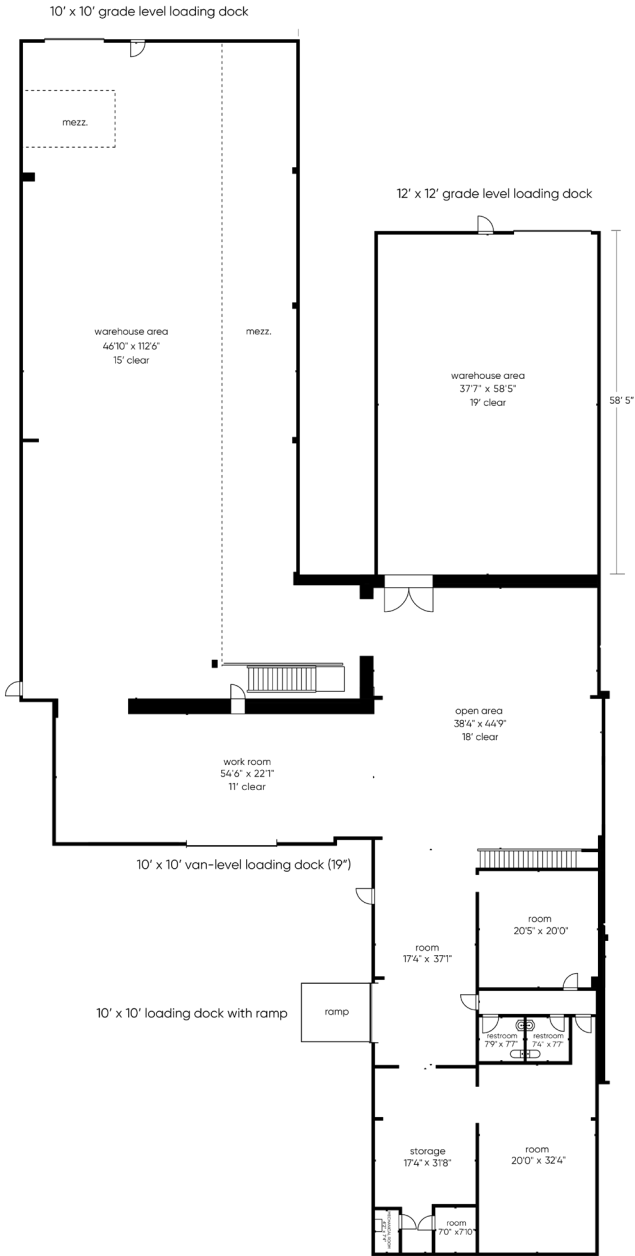 10' x 10' grade level loading dock
mezz.
12' x 12' grade level loading dock
warehouse area
46'10" x 112'6"
15' clear
mezz.
warehouse area
37'7" x 58'5"
19' clear
58' 5"
open area
38'4" x 44'9"
18' clear
work room
54'6" x 22'1"
11' clear
10' x 10' van-level loading dock (19")
room
20'5" x 20'0"
room
17'4" x 37'1"
10' x 10' loading dock with ramp
ramp
restroom
7'9" x 7'7"
restroom
7'4" x 7'7"
storage
17'4" x 31'8"
room
20'0" x 32'4"
MECHANICAL ROOM
room
7'0" x 7'10"